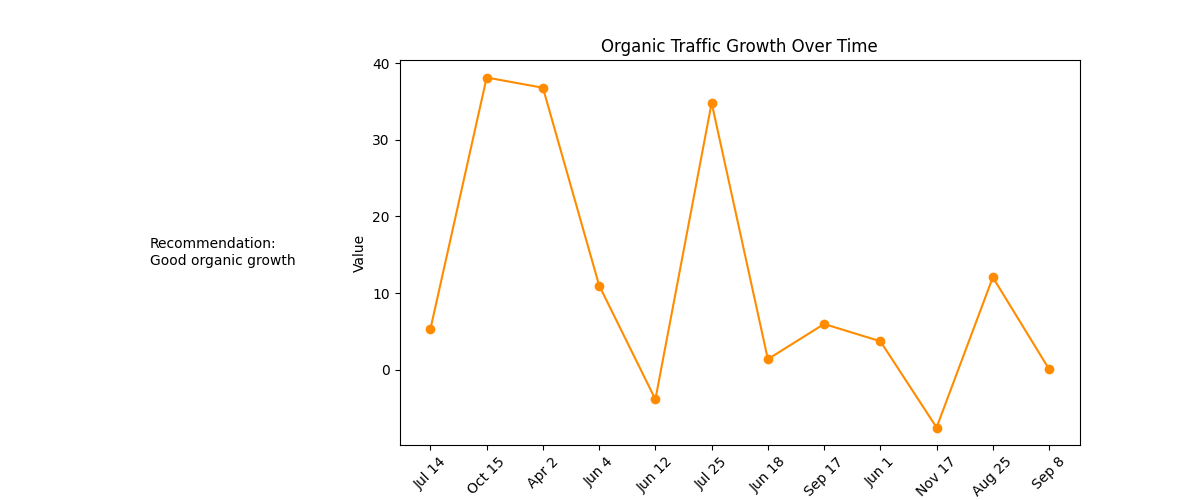 Organic Traffic Growth Over Time
Recommendation:
Good organic growth
Value
40
30
20
10
0
Jul 14
Oct 15
Apr 2
Jun 4
Jun 12
Jul 25
Jun 18
Sep 17
Jun 1
Nov 17
Aug 25
Sep 8